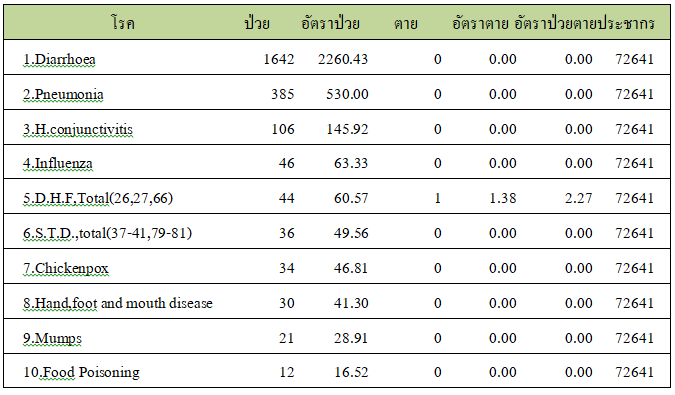 โรค ป่วย อัตราป่วย ตาย อัตราตาย อัตราป่วยตาย ประชากร
1.Diarrhoea 1642 2260.43 0 0.00 0.00 72641
2.Pneumonia 385 530.00 0 0.00 0.00 72641
3.H.conjunctivitis 106 145.92 0 0.00 0.00 72641
4.Influenza 46 63.33 0 0.00 0.00 72641
5.D.H.F,Total(26,27,66) 44 60.57 1 1.38 2.27 72641
6.S.T.D.,total(37-41,79-81) 36 49.56 0 0.00 0.00 72641
7.Chickenpox 34 46.81 0 0.00 0.00 72641
8.Hand,foot and mouth disease 30 41.30 0 0.00 0.00 72641
9.Mumps 21 28.91 0 0.00 0.00 72641
10.Food Poisoning 12 16.52 0 0.00 0.00 72641